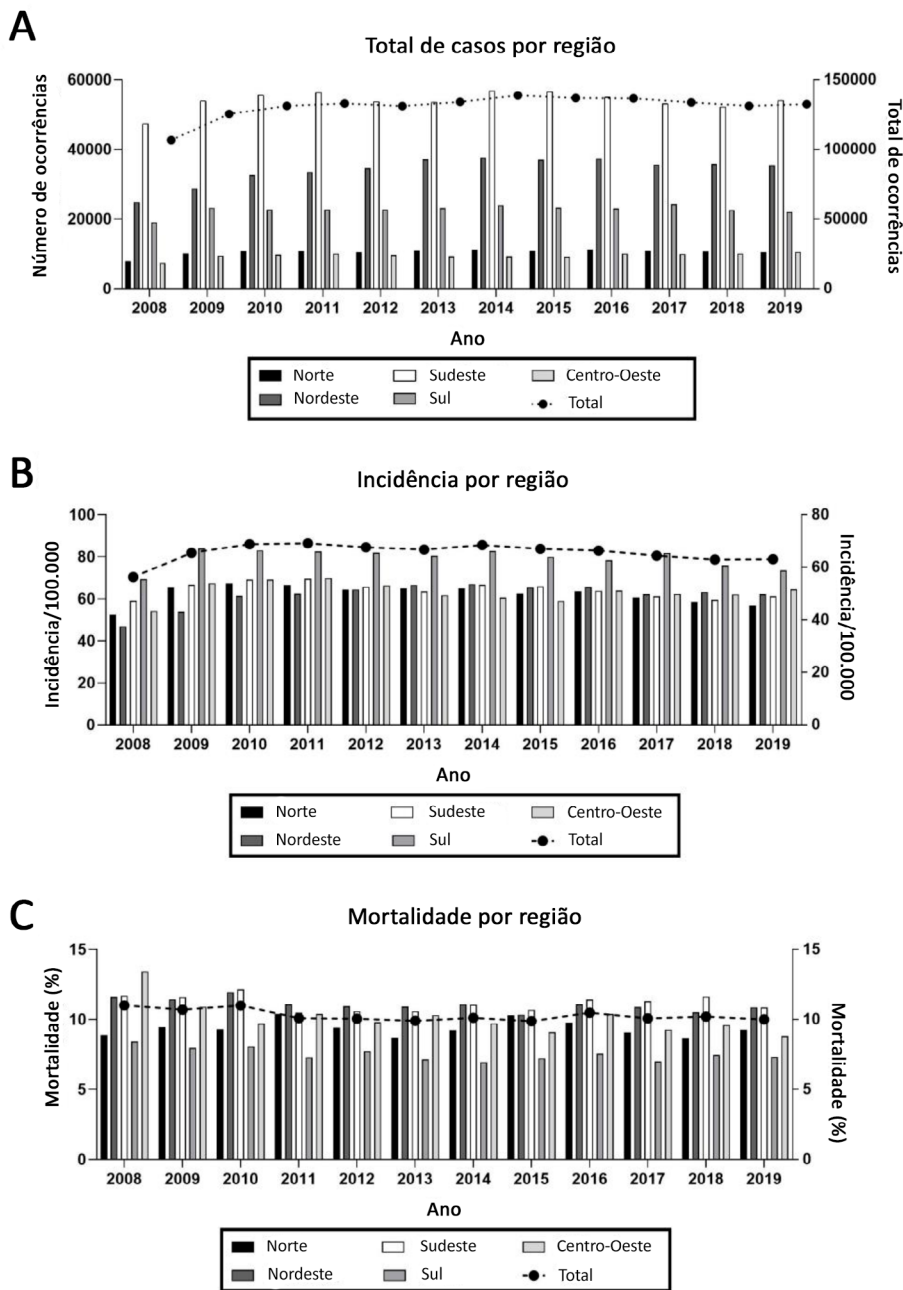 A
Total de casos por região
Número de ocorrências
60000
40000
20000
0
150000
100000
50000
0
Total de ocorrências
2008 2009 2010 2011 2012 2013 2014 2015 2016 2017 2018 2019
Ano
Norte Sudeste Centro-Oeste
Nordeste Sul Total
B
Incidência por região
Incidência/100.000
100
80
60
40
20
0
80
60
40
20
0
Incidência/100.000
2008 2009 2010 2011 2012 2013 2014 2015 2016 2017 2018 2019
Ano
Norte Sudeste Centro-Oeste
Nordeste Sul Total
C
Mortalidade por região
Mortalidade (%)
15
10
5
0
15
10
5
0
Mortalidade (%)
2008 2009 2010 2011 2012 2013 2014 2015 2016 2017 2018 2019
Ano
Norte Sudeste Centro-Oeste
Nordeste Sul Total